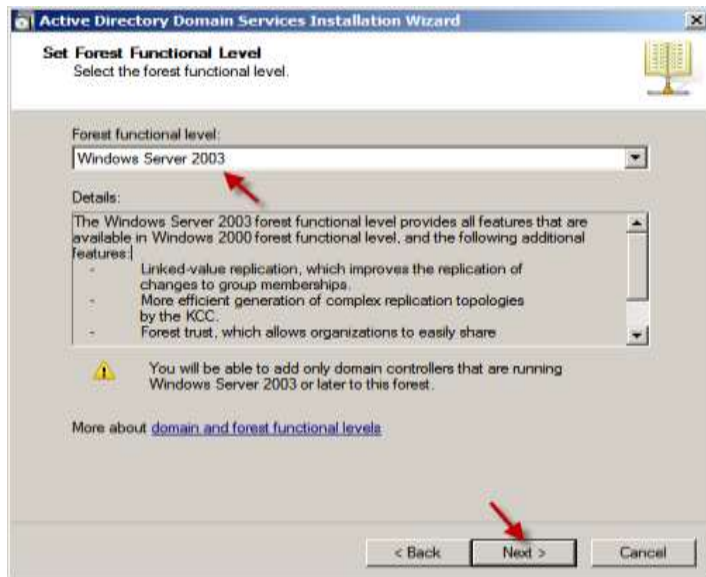 Active Directory Domain Services Installation Wizard
Set Forest Functional Level
Select the forest functional level.
Forest functional level:
Windows Server 2003
Details:
The Windows Server 2003 forest functional level provides all features that are
available in Windows 2000 forest functional level, and the following additional
features:
- Linked-value replication, which improves the replication of
changes to group memberships.
- More efficient generation of complex replication topologies
by the KCC.
- Forest trust, which allows organizations to easily share
You will be able to add only domain controllers that are running
Windows Server 2003 or later to this forest.
More about domain and forest functional levels
< Back Next > Cancel